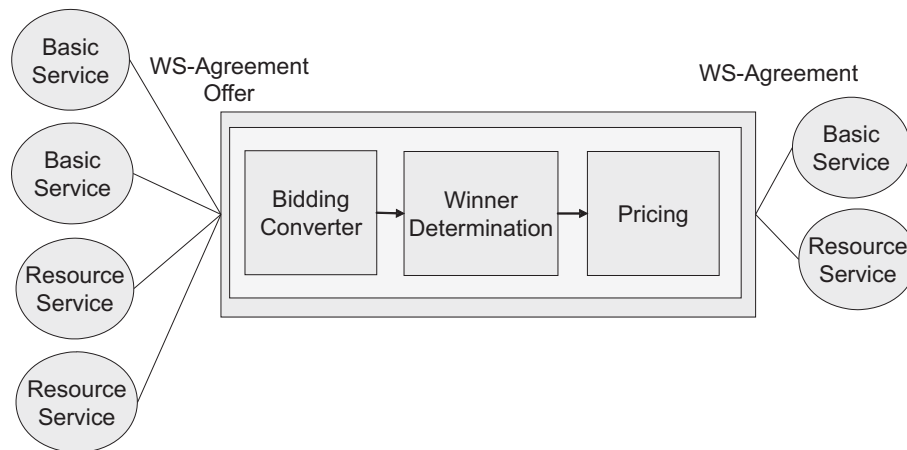 Basic
Service
WS-Agreement
Offer
WS-Agreement
Basic
Service
Basic
Service
Bidding
Converter
Winner
Determination
Pricing
Resource
Service
Resource
Service
Resource
Service